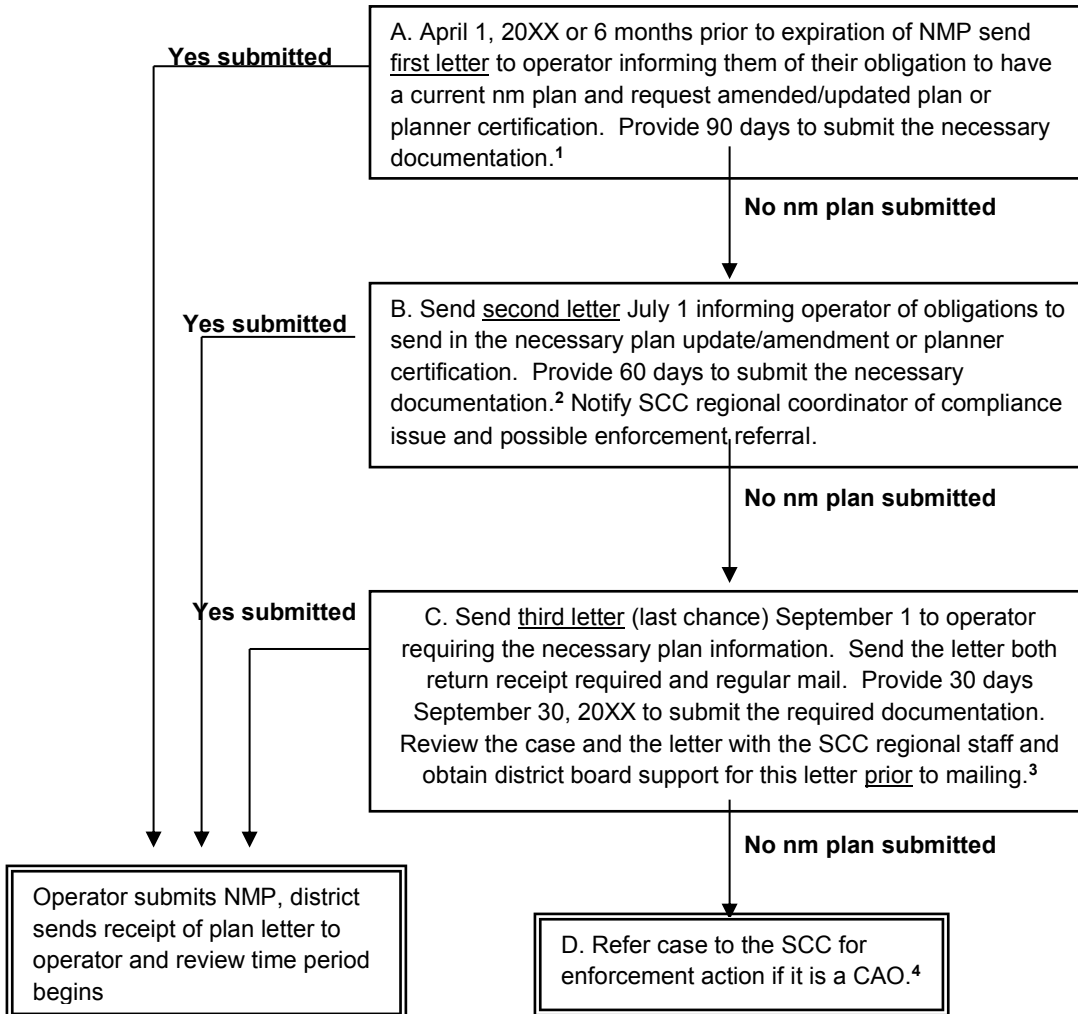 Yes submitted
A. April 1, 20XX or 6 months prior to expiration of NMP send
first letter to operator informing them of their obligation to have
a current nm plan and request amended/updated plan or
planner certification.  Provide 90 days to submit the necessary
documentation.1
No nm plan submitted
Yes submitted
B. Send second letter July 1 informing operator of obligations to
send in the necessary plan update/amendment or planner
certification.  Provide 60 days to submit the necessary
documentation.2 Notify SCC regional coordinator of compliance
issue and possible enforcement referral.
No nm plan submitted
Yes submitted
C. Send third letter (last chance) September 1 to operator
requiring the necessary plan information.  Send the letter both
return receipt required and regular mail.  Provide 30 days
September 30, 20XX to submit the required documentation.
Review the case and the letter with the SCC regional staff and
obtain district board support for this letter prior to mailing.3
No nm plan submitted
Operator submits NMP, district
sends receipt of plan letter to
operator and review time period
begins
D. Refer case to the SCC for
enforcement action if it is a CAO.4